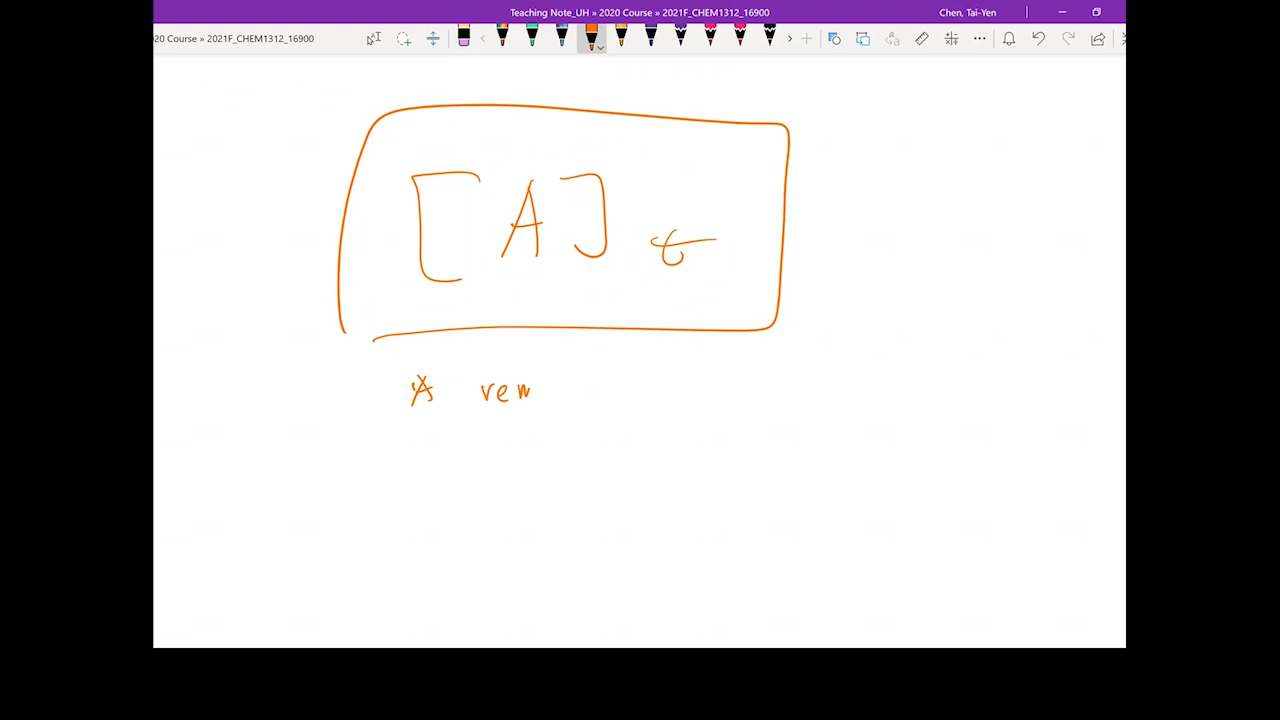 Teaching Note_UH » 2020 Course » 2021F_CHEM1312_16900
Chen, Tai-Yen
20 Course » 2021F_CHEM1312_16900
[A]t
A rem